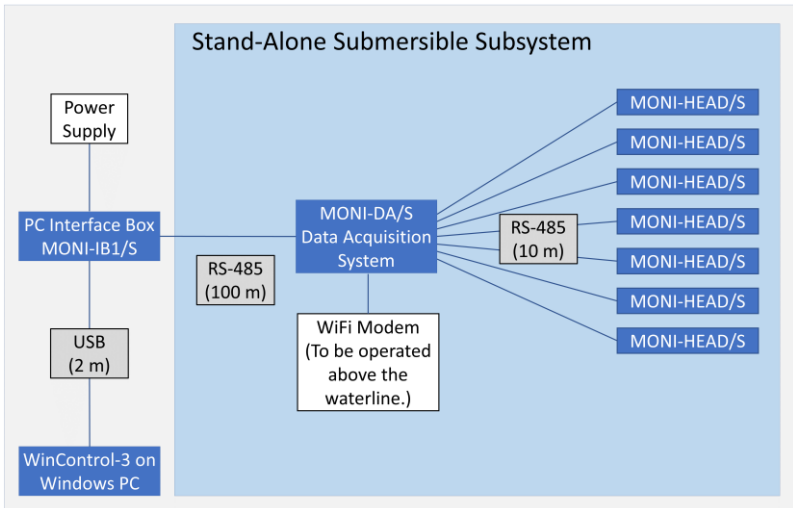 Stand-Alone Submersible Subsystem
Power
Supply
PC Interface Box
MONI-IB1/S
USB
(2 m)
WinControl-3 on
Windows PC
RS-485
(100 m)
MONI-DA/S
Data Acquisition
System
WiFi Modem
(To be operated
above the
waterline.)
RS-485
(10 m)
MONI-HEAD/S
MONI-HEAD/S
MONI-HEAD/S
MONI-HEAD/S
MONI-HEAD/S
MONI-HEAD/S
MONI-HEAD/S